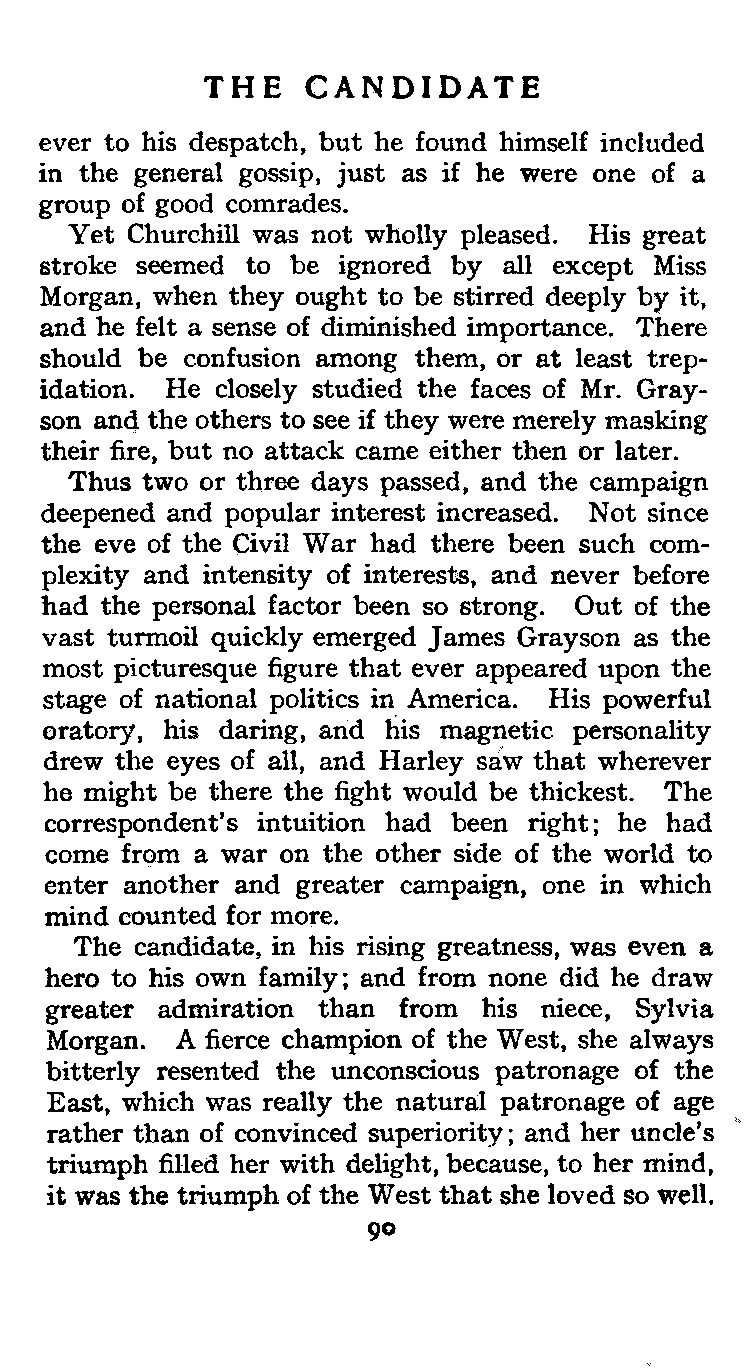 THE CANDIDATE
ever to his despatch, but he found himself included
in the general gossip, just as if he were one of a
group of good comrades.
Yet Churchill was not wholly pleased. His great
stroke seemed to be ignored by all except Miss
Morgan, when they ought to be stirred deeply by it,
and he felt a sense of diminished importance. There
should be confusion among them, or at least trep-
idation. He closely studied the faces of Mr. Gray-
son and the others to see if they were merely masking
their fire, but no attack came either then or later.
Thus two or three days passed, and the campaign
deepened and popular interest increased. Not since
the eve of the Civil War had there been such com-
plexity and intensity of interests, and never before
had the personal factor been so strong. Out of the
vast turmoil quickly emerged James Grayson as the
most picturesque figure that ever appeared upon the
stage of national politics in America. His powerful
oratory, his daring, and his magnetic personality
drew the eyes of all, and Harley saw that wherever
he might be there the fight would be thickest. The
correspondent's intuition had been right; he had
come from a war on the other side of the world to
enter another and greater campaign, one in which
mind counted for more.
The candidate, in his rising greatness, was even a
hero to his own family; and from none did he draw
greater admiration than from his niece, Sylvia
Morgan. A fierce champion of the West, she always
bitterly resented the unconscious patronage of the
East, which was really the natural patronage of age
rather than of convinced superiority; and her uncle's
triumph filled her with delight, because, to her mind,
it was the triumph of the West that she loved so well.
90